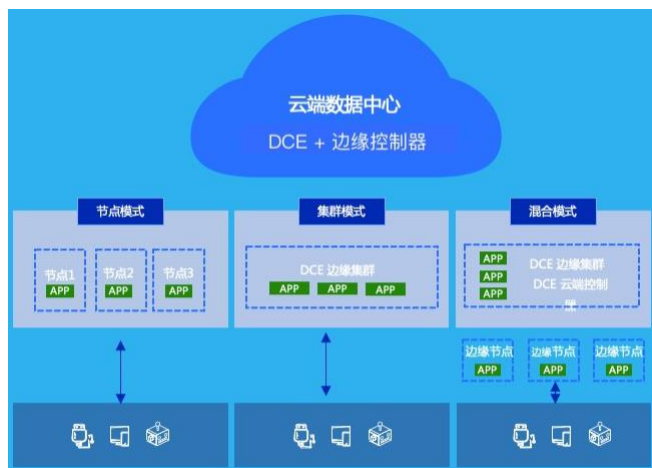 云端数据中心
DCE + 边缘控制器
节点模式
节点1
APP
节点2
APP
节点3
APP
集群模式
DCE 边缘集群
APP APP APP
混合模式
APP
APP
APP
DCE 边缘集群
DCE 云端控制
器
边缘节点
APP
边缘节点
APP
边缘节点
APP